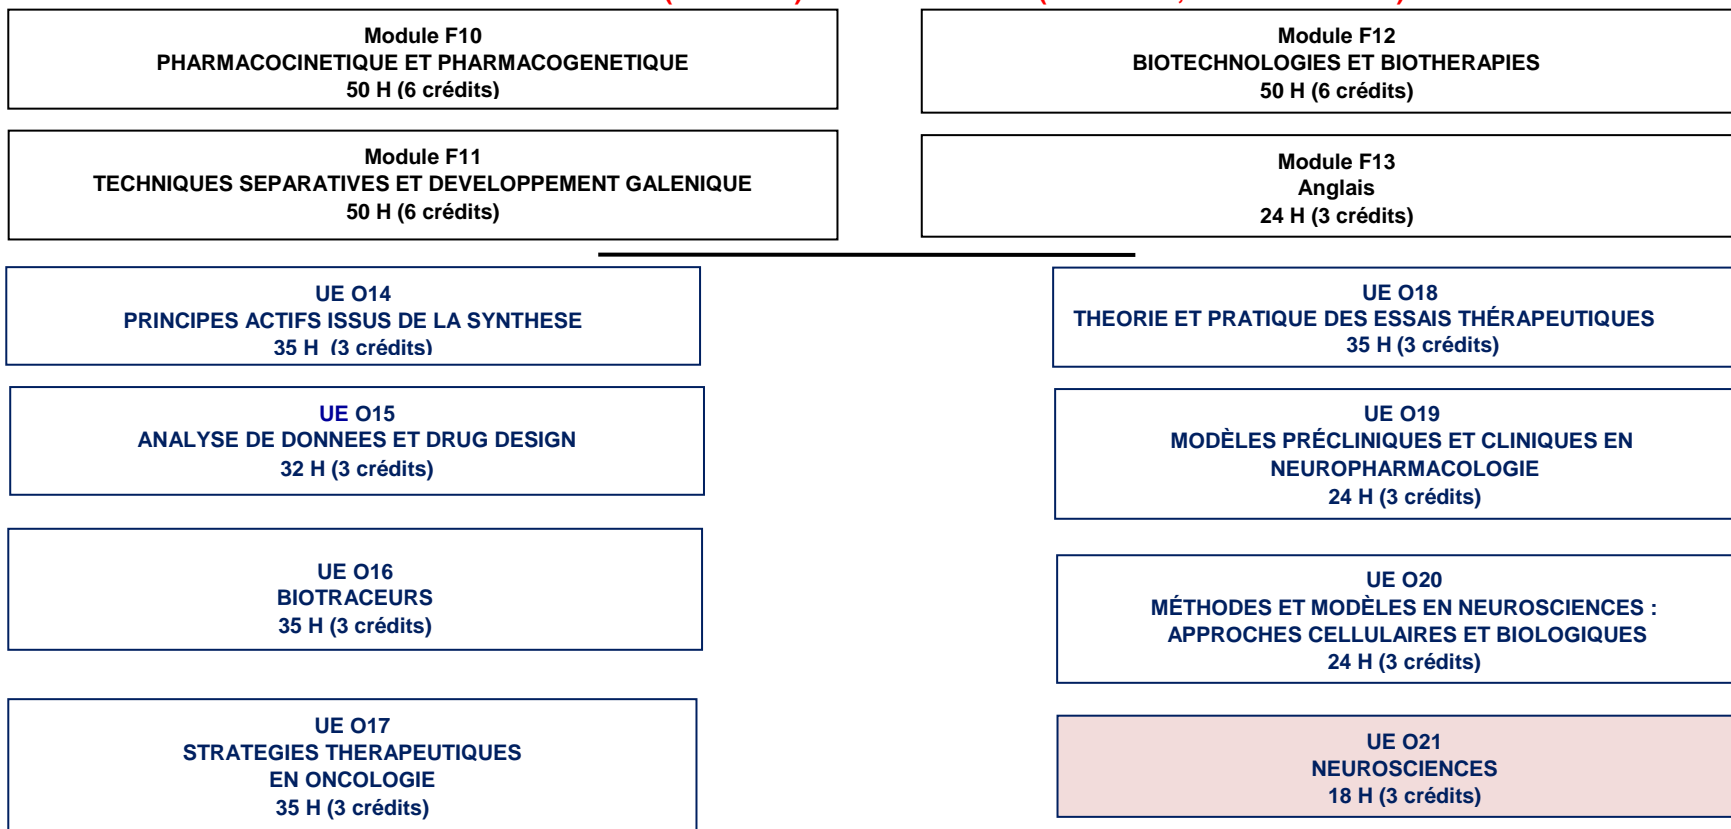 Module F10
PHARMACOCINETIQUE ET PHARMACOGENETIQUE
50 H (6 crédits)
Module F12
BIOTECHNOLOGIES ET BIOTHERAPIES
50 H (6 crédits)
Module F11
TECHNIQUES SEPARATIVES ET DEVELOPPEMENT GALENIQUE
50 H (6 crédits)
Module F13
Anglais
24 H (3 crédits)
UE O14
PRINCIPES ACTIFS ISSUS DE LA SYNTHESE
35 H (3 crédits)
UE O18
THEORIE ET PRATIQUE DES ESSAIS THÉRAPEUTIQUES
35 H (3 crédits)
UE O15
ANALYSE DE DONNEES ET DRUG DESIGN
32 H (3 crédits)
UE O19
MODÈLES PRÉCLINIQUES ET CLINIQUES EN
NEUROPHARMACOLOGIE
24 H (3 crédits)
UE O16
BIOTRACEURS
35 H (3 crédits)
UE O20
MÉTHODES ET MODÈLES EN NEUROSCIENCES :
APPROCHES CELLULAIRES ET BIOLOGIQUES
24 H (3 crédits)
UE O17
STRATEGIES THERAPEUTIQUES
EN ONCOLOGIE
35 H (3 crédits)
UE O21
NEUROSCIENCES
18 H (3 crédits)